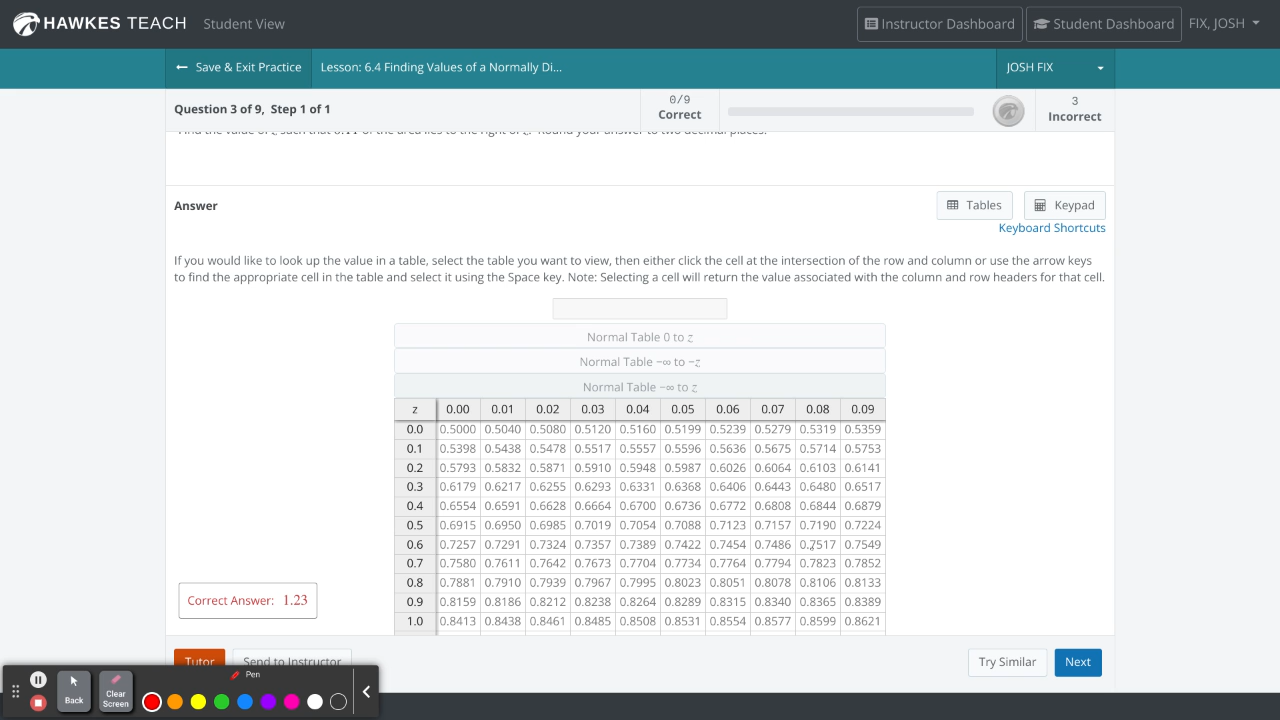 HAWKES TEACH Student View Instructor Dashboard Student Dashboard FIX, JOSH
← Save & Exit Practice Lesson: 6.4 Finding Values of a Normally Di... JOSH FIX
Question 3 of 9, Step 1 of 1 0/9 Correct 3 Incorrect
of the area lies to the right of z. Round your answer to two decimal places.
Answer Tables Keypad
Keyboard Shortcuts
If you would like to look up the value in a table, select the table you want to view, then either click the cell at the intersection of the row and column or use the arrow keys
to find the appropriate cell in the table and select it using the Space key. Note: Selecting a cell will return the value associated with the column and row headers for that cell.
Normal Table 0 to z
Normal Table −∞ to −z
Normal Table −∞ to z
z 0.00 0.01 0.02 0.03 0.04 0.05 0.06 0.07 0.08 0.09
0.0 0.5000 0.5040 0.5080 0.5120 0.5160 0.5199 0.5239 0.5279 0.5319 0.5359
0.1 0.5398 0.5438 0.5478 0.5517 0.5557 0.5596 0.5636 0.5675 0.5714 0.5753
0.2 0.5793 0.5832 0.5871 0.5910 0.5948 0.5987 0.6026 0.6064 0.6103 0.6141
0.3 0.6179 0.6217 0.6255 0.6293 0.6331 0.6368 0.6406 0.6443 0.6480 0.6517
0.4 0.6554 0.6591 0.6628 0.6664 0.6700 0.6736 0.6772 0.6808 0.6844 0.6879
0.5 0.6915 0.6950 0.6985 0.7019 0.7054 0.7088 0.7123 0.7157 0.7190 0.7224
0.6 0.7257 0.7291 0.7324 0.7357 0.7389 0.7422 0.7454 0.7486 0.7517 0.7549
0.7 0.7580 0.7611 0.7642 0.7673 0.7704 0.7734 0.7764 0.7794 0.7823 0.7852
0.8 0.7881 0.7910 0.7939 0.7967 0.7995 0.8023 0.8051 0.8078 0.8106 0.8133
0.9 0.8159 0.8186 0.8212 0.8238 0.8264 0.8289 0.8315 0.8340 0.8365 0.8389
1.0 0.8413 0.8438 0.8461 0.8485 0.8508 0.8531 0.8554 0.8577 0.8599 0.8621
Correct Answer: 1.23
Tutor Send to Instructor Try Similar Next
Back Clear Screen Pen